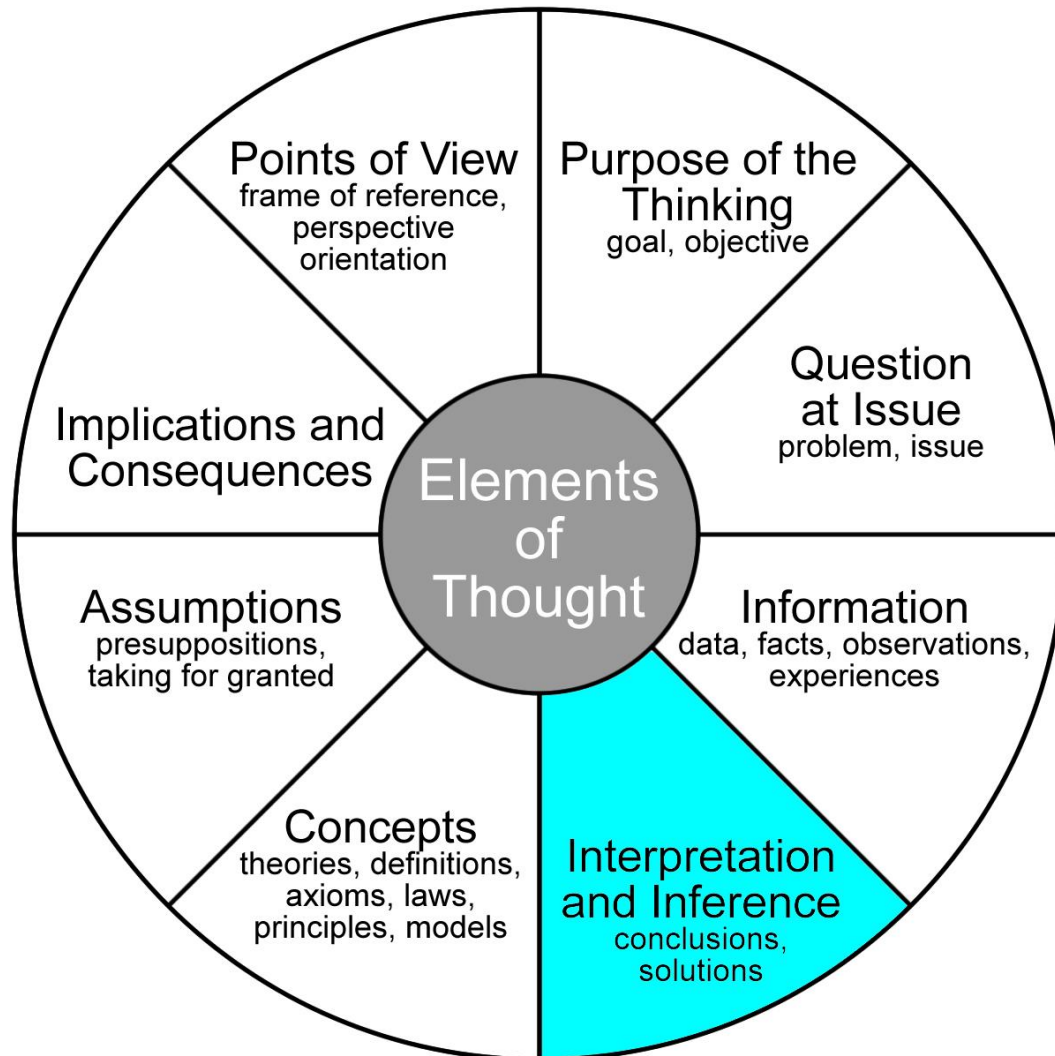 Points of View
frame of reference,
perspective
orientation
Purpose of the
Thinking
goal, objective
Question
at Issue
problem, issue
Implications and
Consequences
Elements
of
Thought
Assumptions
presuppositions,
taking for granted
Information
data, facts, observations,
experiences
Concepts
theories, definitions,
axioms, laws,
principles, models
Interpretation
and Inference
conclusions,
solutions